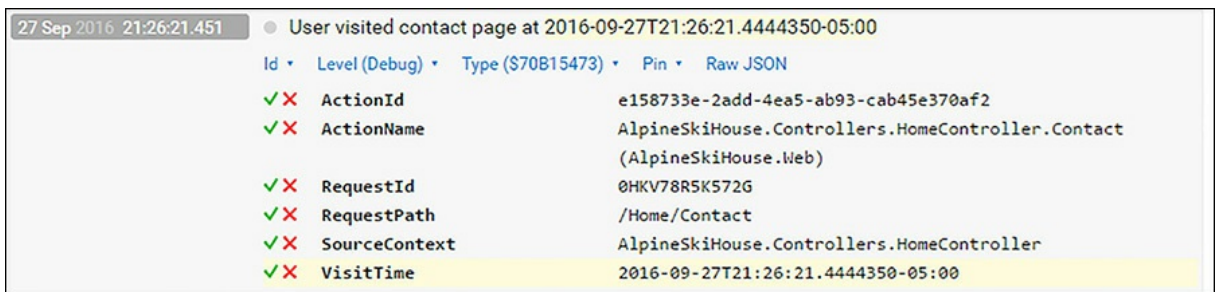 27 Sep 2016 21:26:21.451 User visited contact page at 2016-09-27T21:26:21.4444350-05:00
Id Level (Debug) Type ($70B15473) Pin Raw JSON
ActionId e158733e-2add-4ea5-ab93-cab45e370af2
ActionName AlpineSkiHouse.Controllers.HomeController.Contact
(AlpineSkiHouse.Web)
RequestId 0HKV78R5K572G
RequestPath /Home/Contact
SourceContext AlpineSkiHouse.Controllers.HomeController
VisitTime 2016-09-27T21:26:21.4444350-05:00